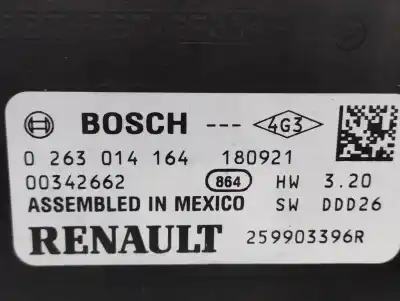 BOSCH --- 4G3
0 263 014 164 180921
00342662 864 HW 3.20
ASSEMBLED IN MEXICO SW DDD26
RENAULT 259903396R